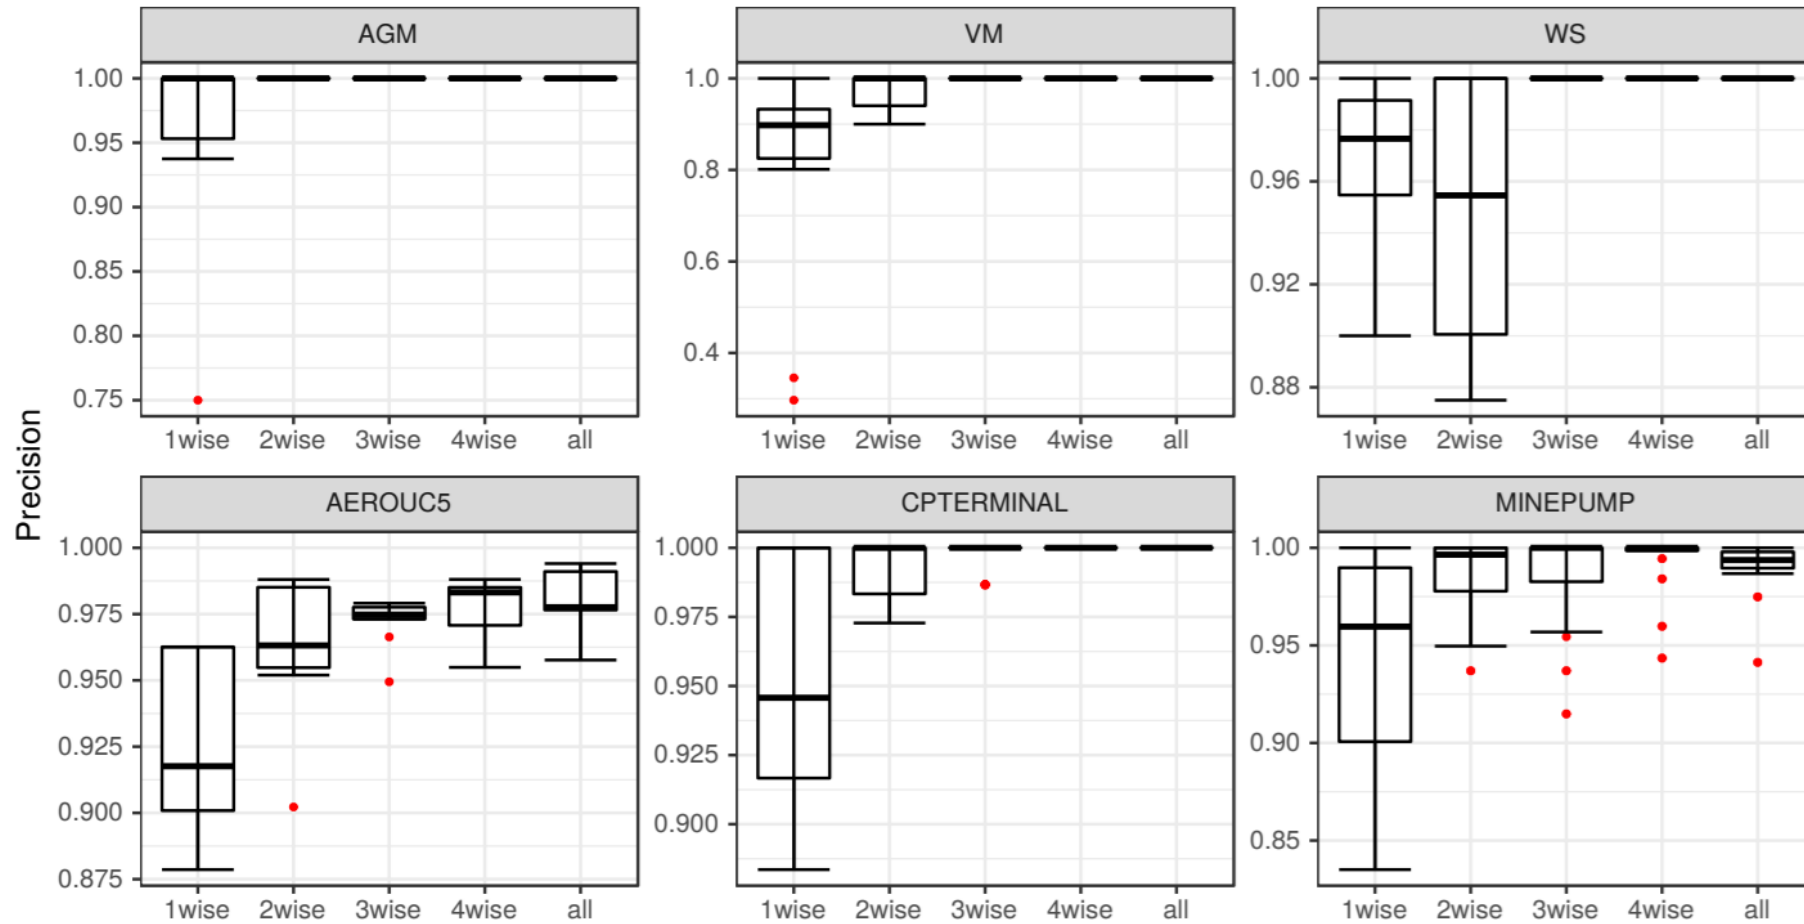 AGM VM WS
1.00 1.0 1.00
0.95
0.90 0.8 0.96
0.85 0.6
0.80 0.4 0.92
0.75 0.88
1wise 2wise 3wise 4wise all 1wise 2wise 3wise 4wise all 1wise 2wise 3wise 4wise all
Precision
AEROUC5 CPTERMINAL MINEPUMP
1.000 1.000 1.00
0.975 0.975
0.950 0.950 0.95
0.925 0.925 0.90
0.900 0.900
0.875 0.85
1wise 2wise 3wise 4wise all 1wise 2wise 3wise 4wise all 1wise 2wise 3wise 4wise all